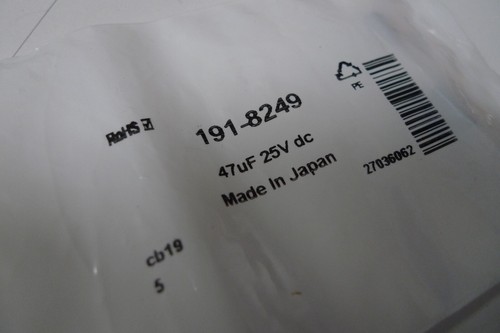 RoHS
191-8249
PE
47uF 25V dc
Made In Japan
27036062
cb19
5